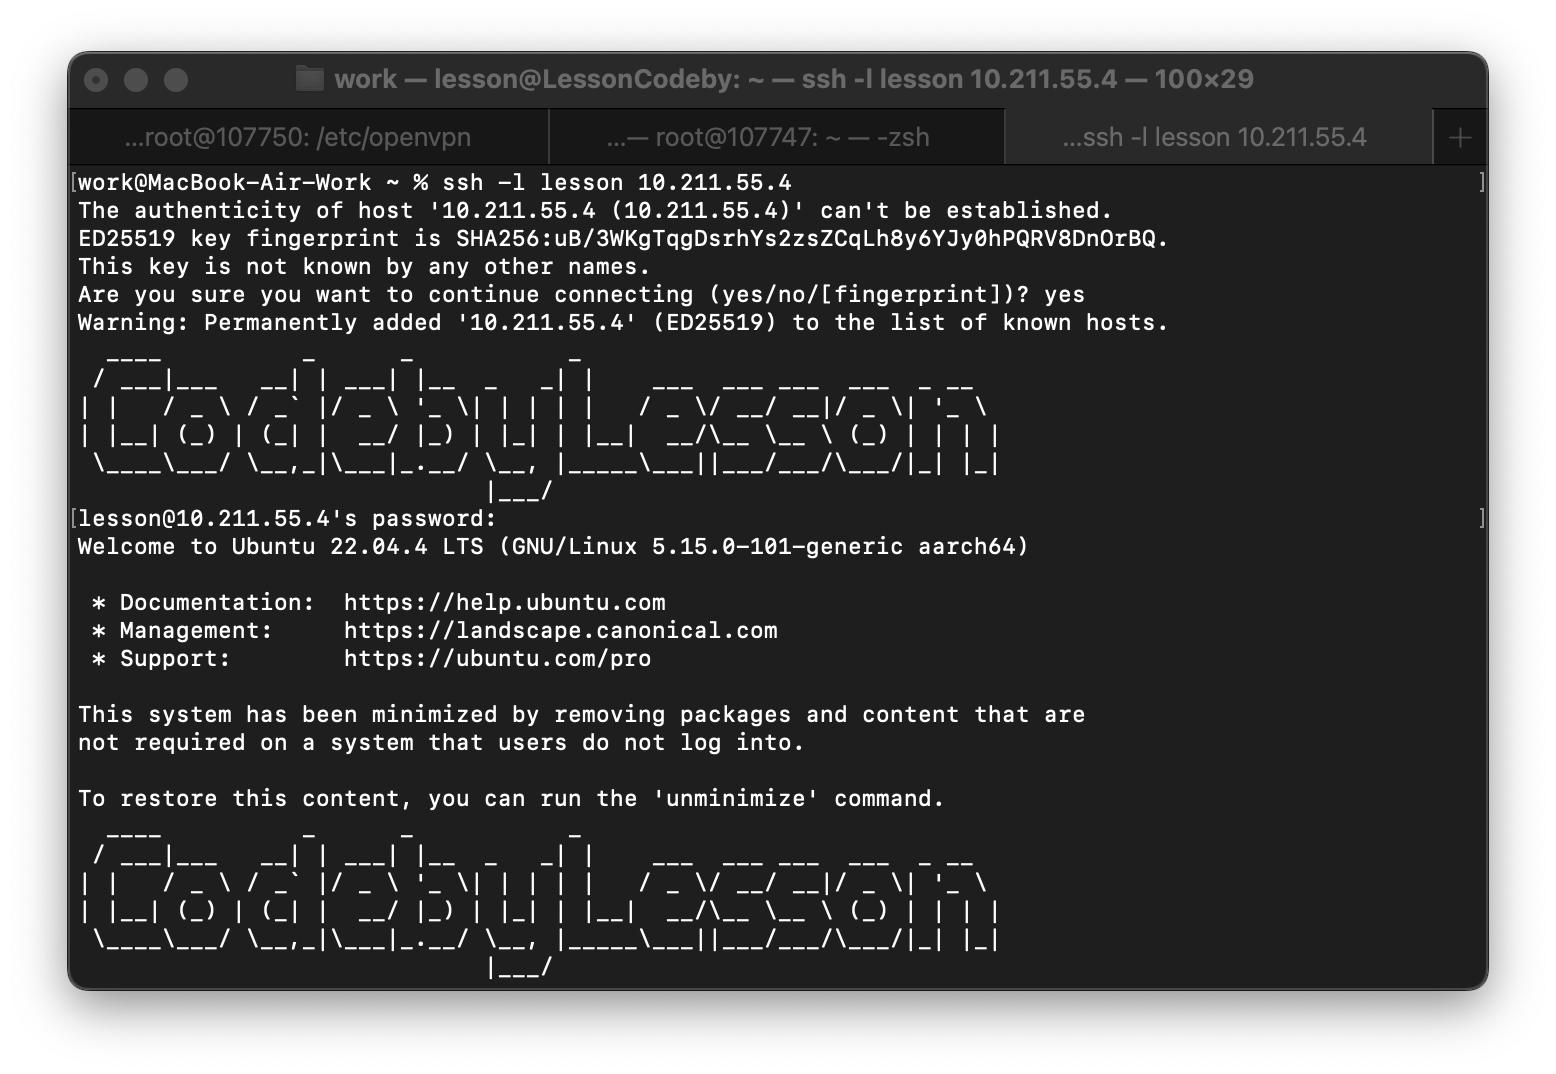 work — lesson@LessonCodeby: ~ — ssh -l lesson 10.211.55.4 — 100×29
...root@107750: /etc/openvpn
...— root@107747: ~ — -zsh
...ssh -l lesson 10.211.55.4
+
[work@MacBook-Air-Work ~ % ssh -l lesson 10.211.55.4 ]
The authenticity of host '10.211.55.4 (10.211.55.4)' can't be established.
ED25519 key fingerprint is SHA256:uB/3WKgTqgDsrhYs2zsZCqLh8y6YJy0hPQRV8DnOrBQ.
This key is not known by any other names.
Are you sure you want to continue connecting (yes/no/[fingerprint])? yes
Warning: Permanently added '10.211.55.4' (ED25519) to the list of known hosts.
CodebyLesson
[lesson@10.211.55.4's password: ]
Welcome to Ubuntu 22.04.4 LTS (GNU/Linux 5.15.0-101-generic aarch64)
* Documentation:  https://help.ubuntu.com
* Management:     https://landscape.canonical.com
* Support:        https://ubuntu.com/pro
This system has been minimized by removing packages and content that are
not required on a system that users do not log into.
To restore this content, you can run the 'unminimize' command.
CodebyLesson